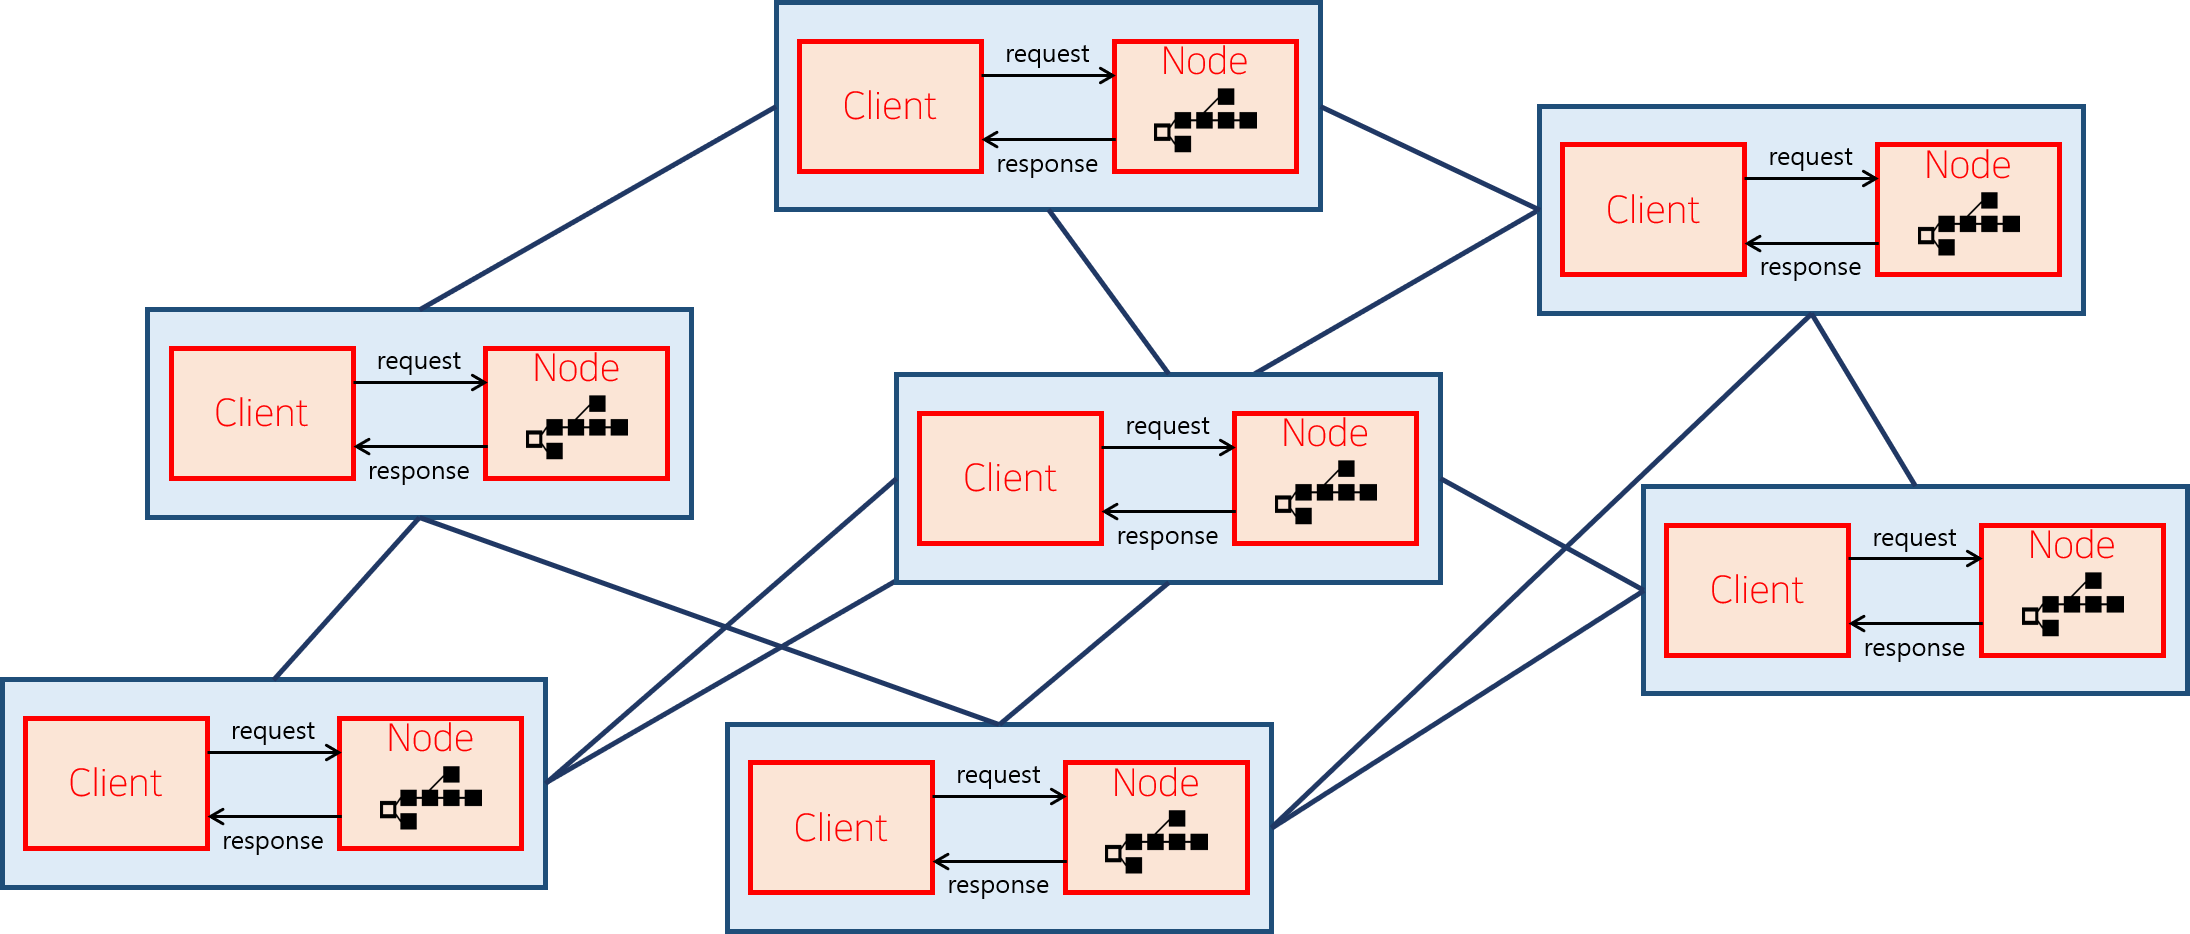 request
Node
Client
response
request
Node
Client
response
request
Node
Client
response
request
Node
Client
response
request
Node
Client
response
request
Node
Client
response
request
Node
Client
response